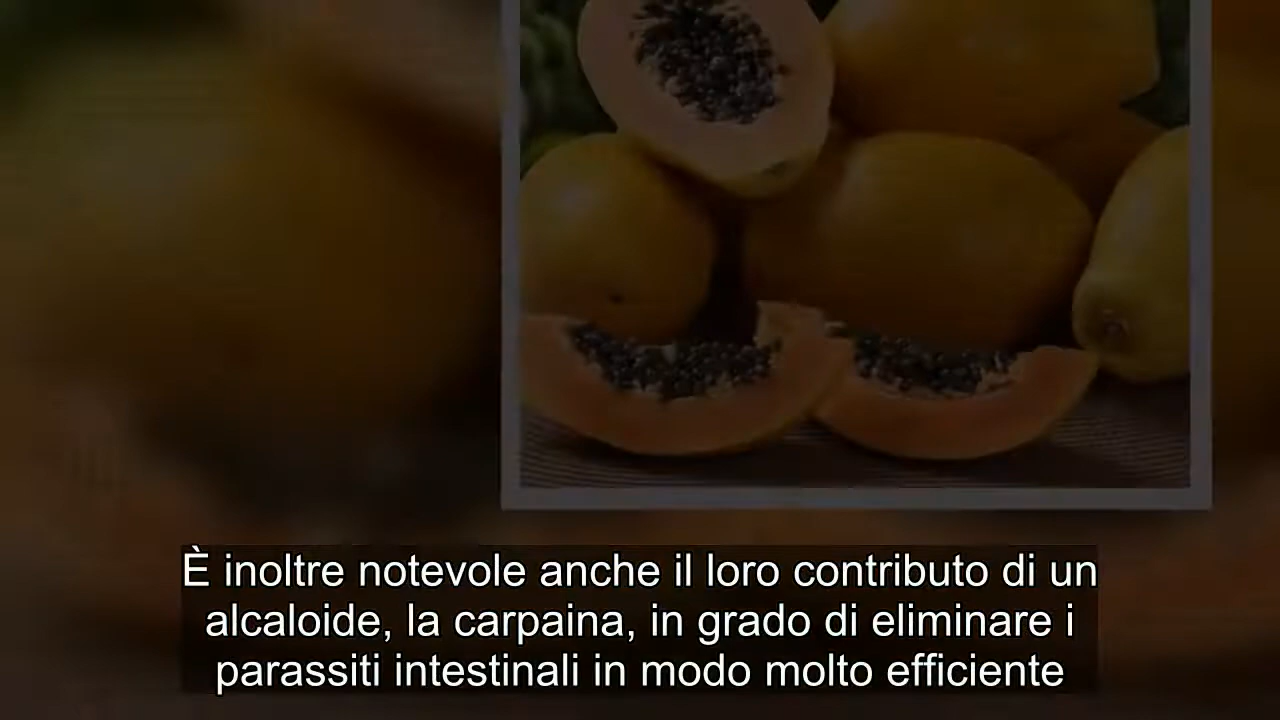 È inoltre notevole anche il loro contributo di un
alcaloide, la carpaina, in grado di eliminare i
parassiti intestinali in modo molto efficiente